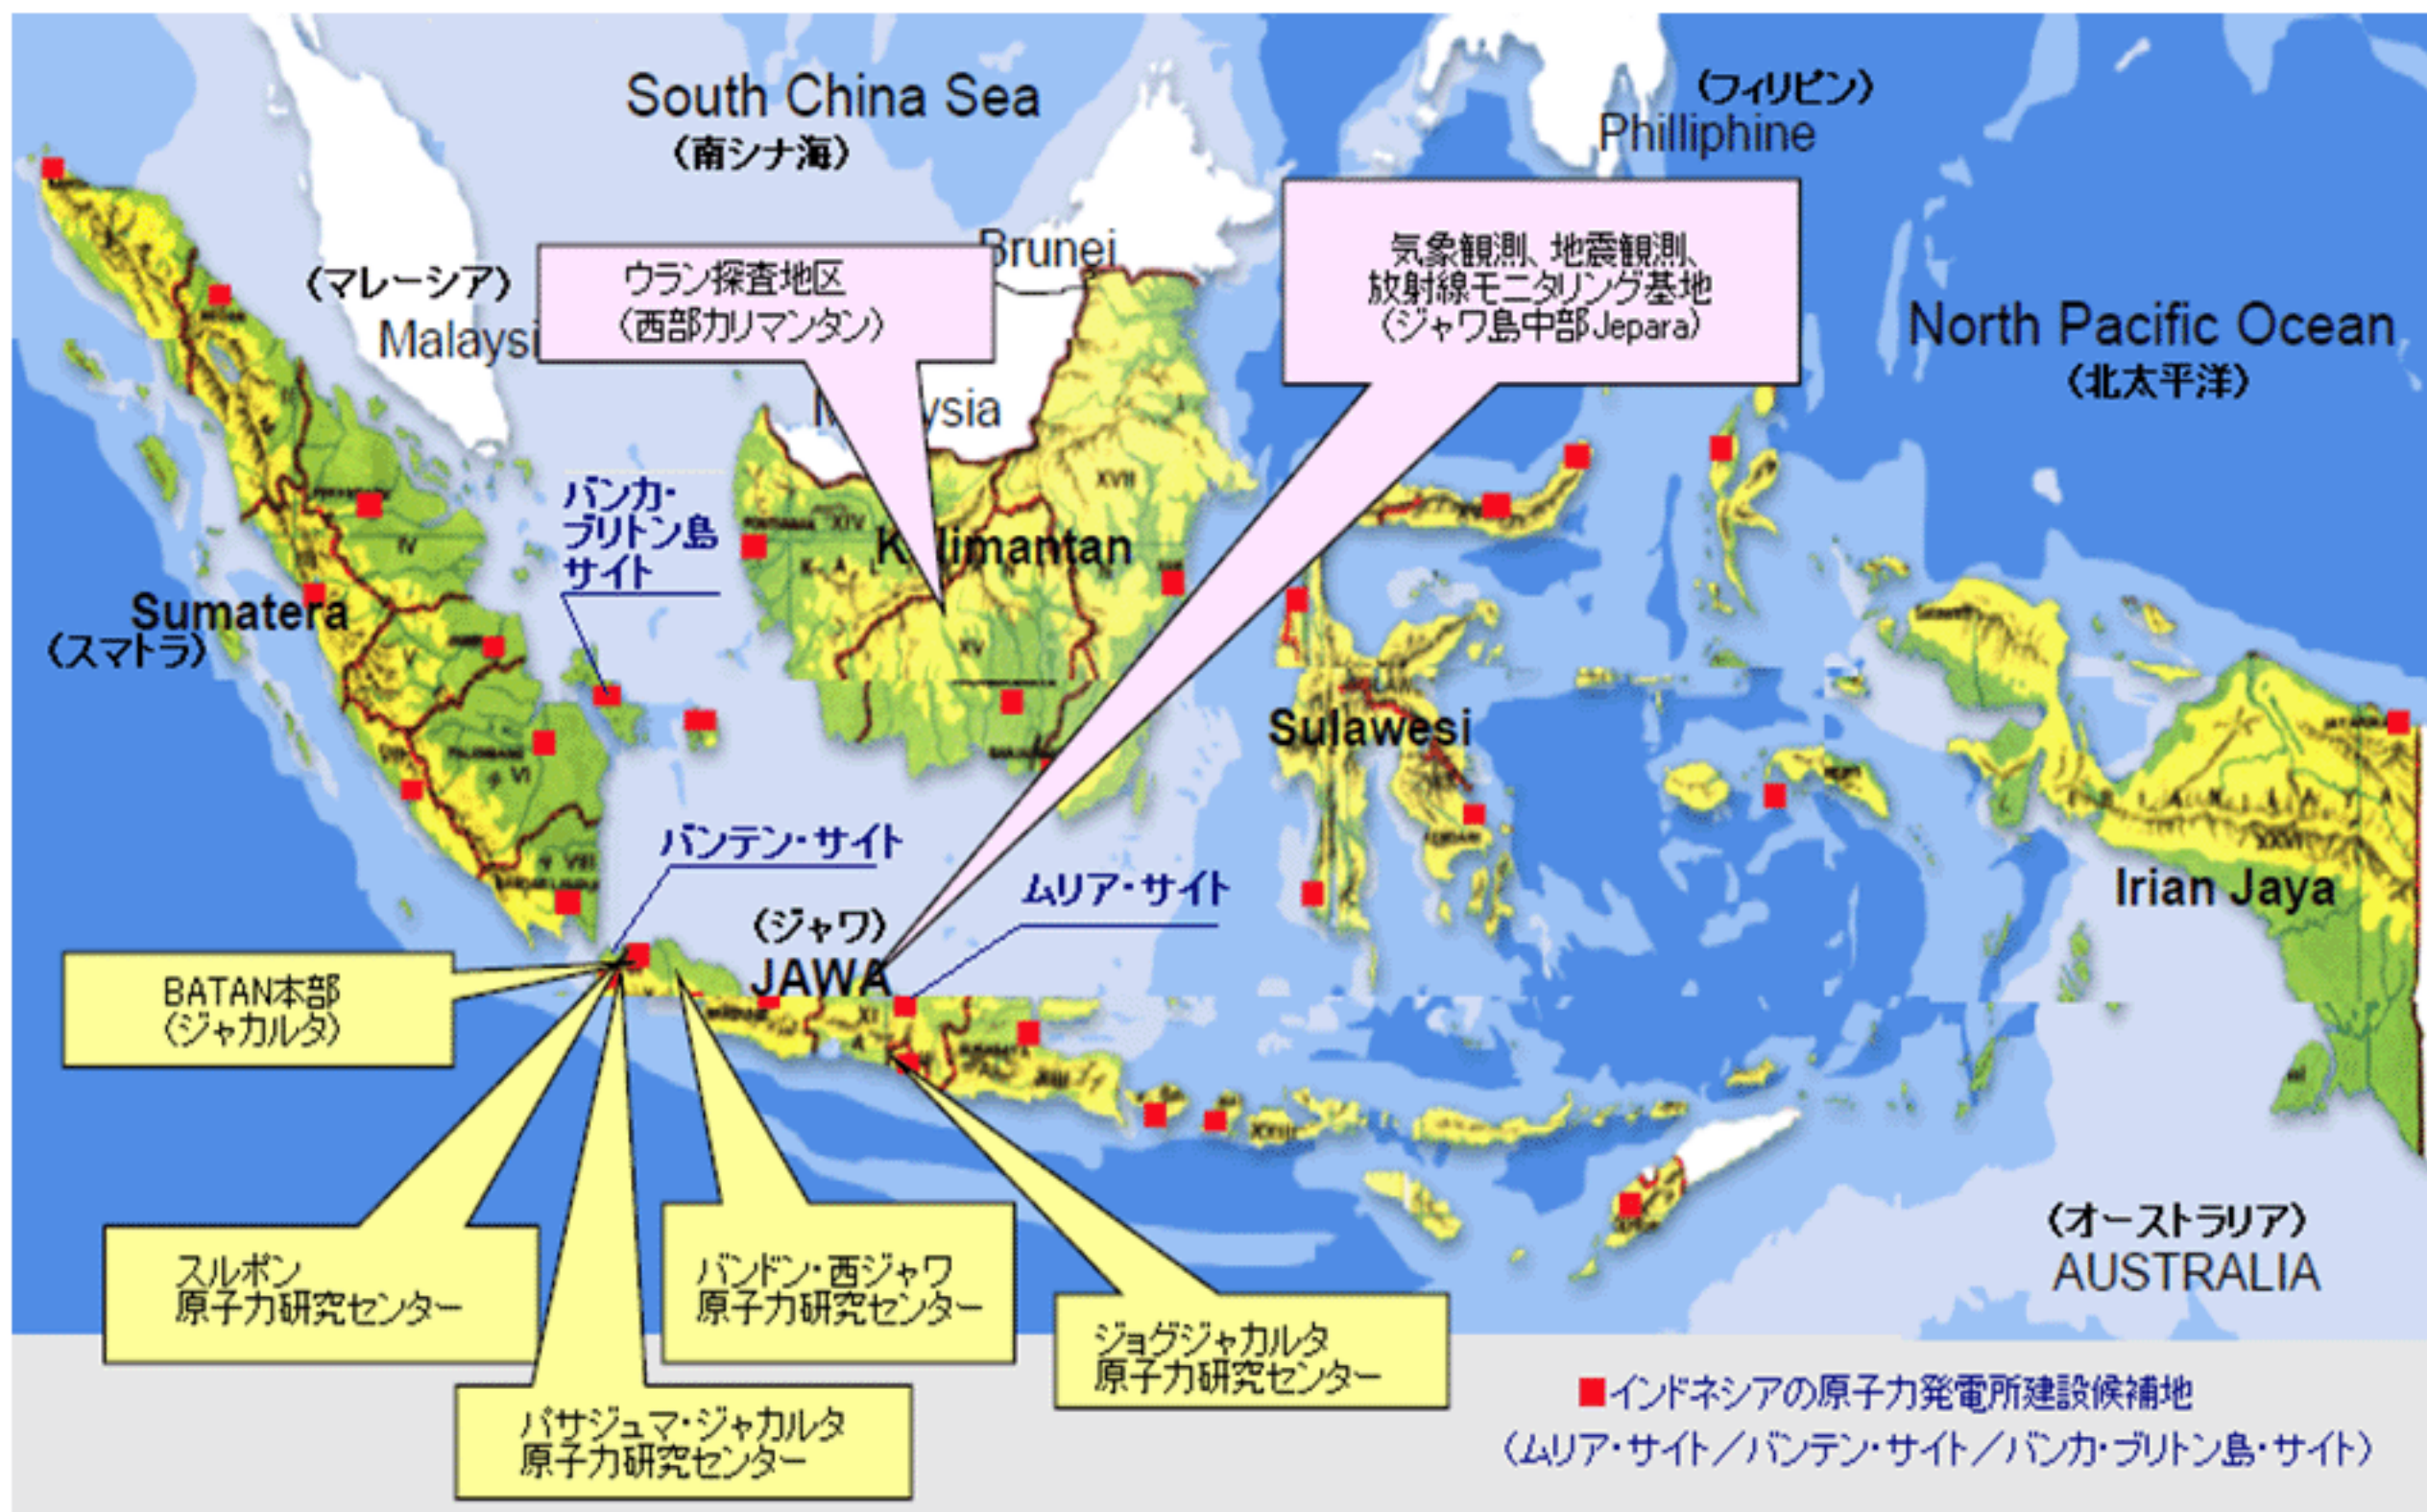 South China Sea
（南シナ海）
（フィリピン）
Philliphine
Brunei
（マレーシア）
Malaysi
ウラン探査地区
（西部カリマンタン）
気象観測、地震観測、
放射線モニタリング基地
（ジャワ島中部Jepara）
North Pacific Ocean
（北太平洋）
M ysia
バンカ・
ブリトン島
サイト
XVII
XIV
K limantan
IV
Sumatera
（スマトラ）
V
XV
Sulawesi
VI
VIII
XXVI
Irian Jaya
バンテン・サイト
ムリア・サイト
（ジャワ）
JAWA
XI
BATAN本部
（ジャカルタ）
（オーストラリア）
AUSTRALIA
スルポン
原子力研究センター
バンドン・西ジャワ
原子力研究センター
ジョグジャカルタ
原子力研究センター
パサジュマ・ジャカルタ
原子力研究センター
■インドネシアの原子力発電所建設候補地
（ムリア・サイト／バンテン・サイト／バンカ・ブリトン島・サイト）